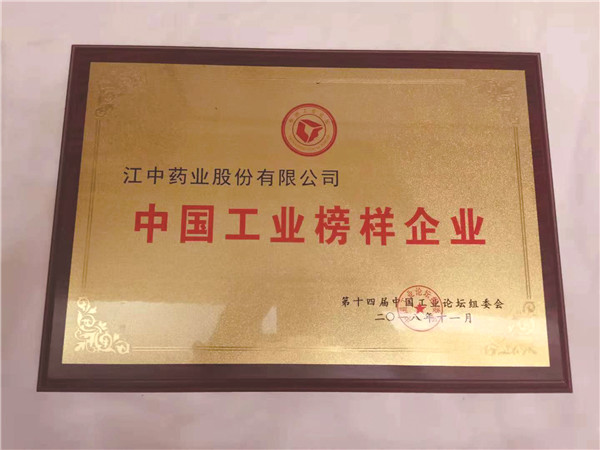 江中药业股份有限公司
中国工业榜样企业
第十四届中国工业论坛组委会
二〇一八年十一月